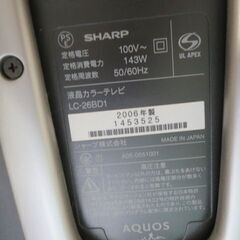 PS E
SHARP
定格電圧 100V~
定格消費電力 143W
定格周波数 50/60Hz
UL APEX
液晶カラーテレビ
LC-26BD1
2006年製
1453525
シャープ株式会社
MADE IN JAPAN
AQUOS